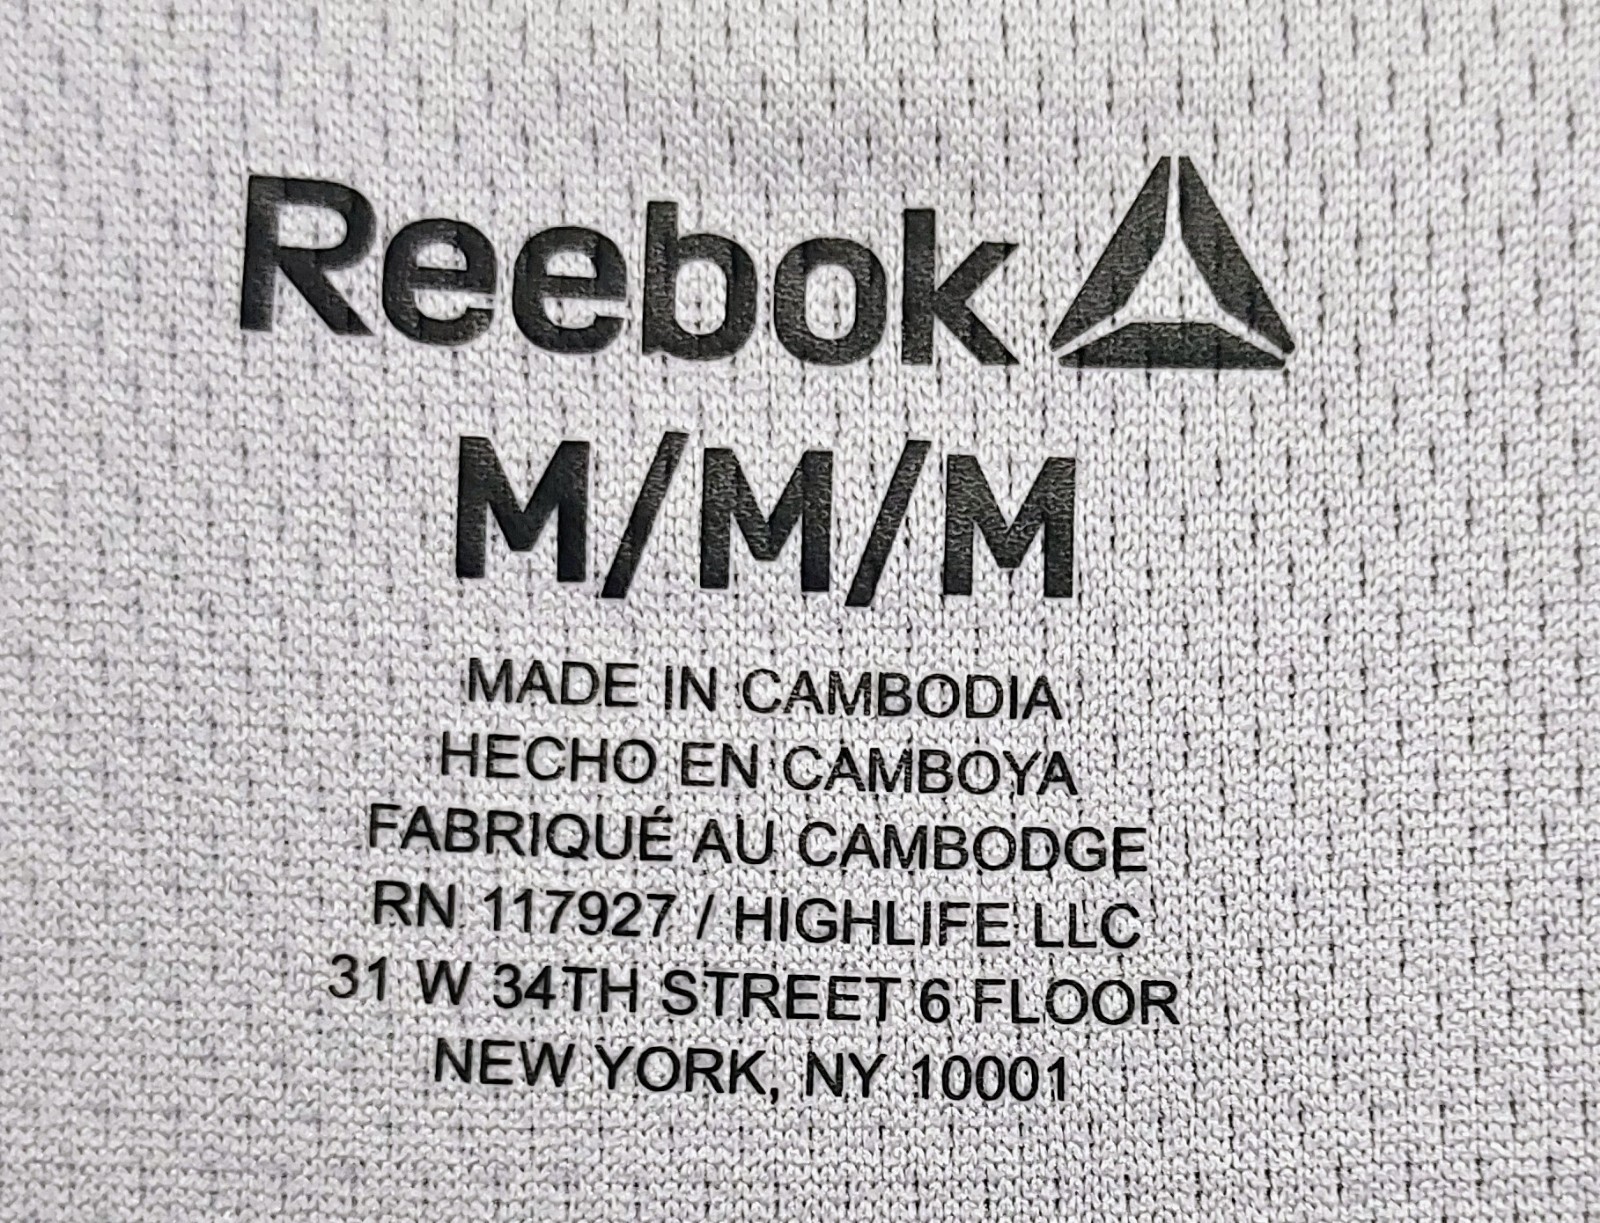 Reebok
M/M/M
MADE IN CAMBODIA
HECHO EN CAMBOYA
FABRIQUÉ AU CAMBODGE
RN 117927 / HIGHLIFE LLC
31 W 34TH STREET 6 FLOOR
NEW YORK, NY 10001